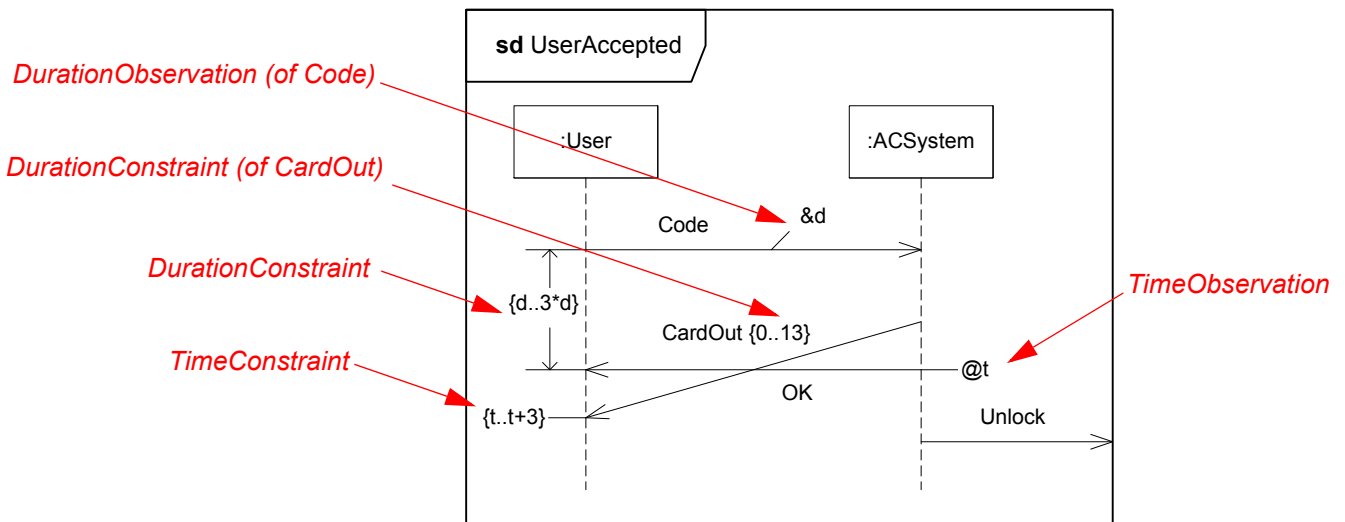 sd UserAccepted
DurationObservation (of Code)
:User
:ACSystem
DurationConstraint (of CardOut)
&d
Code
DurationConstraint
TimeObservation
{d..3*d}
CardOut {0..13}
TimeConstraint
@t
OK
{t..t+3}
Unlock